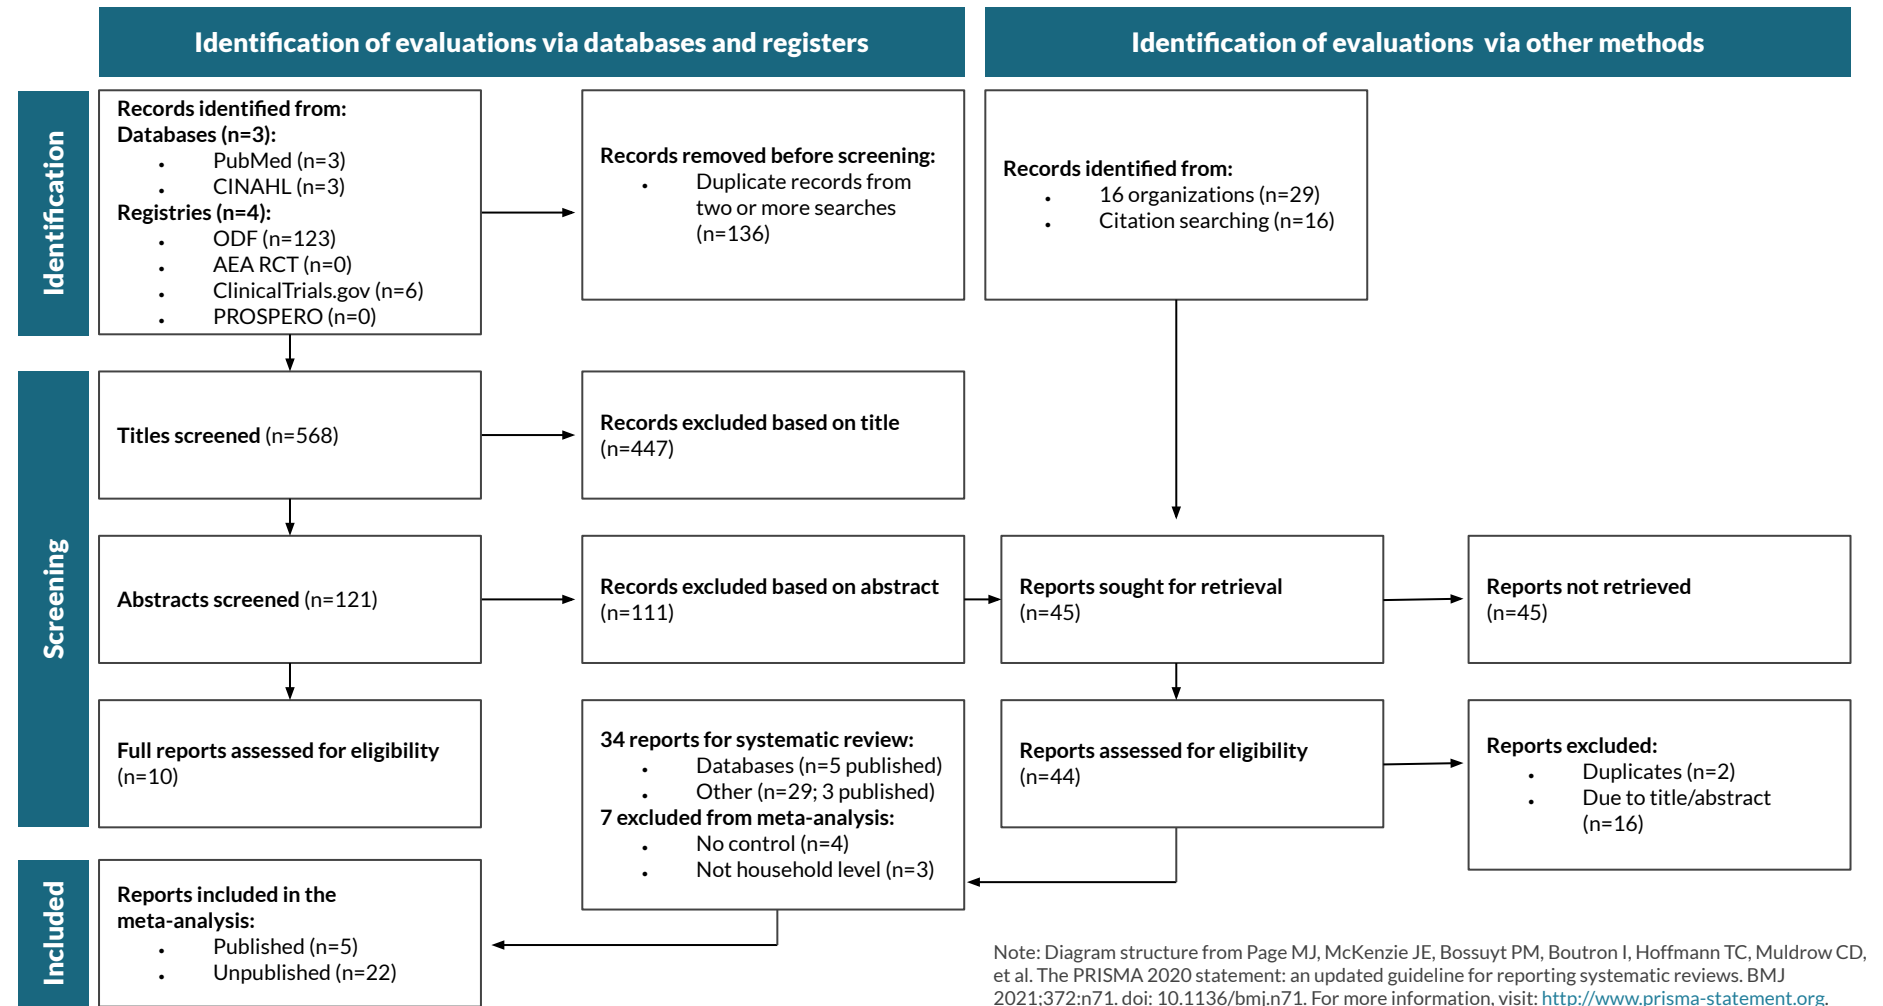 Identification of evaluations via databases and registers
Identification of evaluations via other methods
Identification
Records identified from:
Databases (n=3):
• PubMed (n=3)
• CINAHL (n=3)
Registries (n=4):
• ODF (n=123)
• AEA RCT (n=0)
• ClinicalTrials.gov (n=6)
• PROSPERO (n=0)
Records removed before screening:
• Duplicate records from
two or more searches
(n=136)
Records identified from:
• 16 organizations (n=29)
• Citation searching (n=16)
Screening
Titles screened (n=568)
Records excluded based on title
(n=447)
Abstracts screened (n=121)
Records excluded based on abstract
(n=111)
Reports sought for retrieval
(n=45)
Reports not retrieved
(n=45)
Full reports assessed for eligibility
(n=10)
34 reports for systematic review:
• Databases (n=5 published)
• Other (n=29; 3 published)
7 excluded from meta-analysis:
• No control (n=4)
• Not household level (n=3)
Reports assessed for eligibility
(n=44)
Reports excluded:
• Duplicates (n=2)
• Due to title/abstract
(n=16)
Included
Reports included in the
meta-analysis:
• Published (n=5)
• Unpublished (n=22)
Note: Diagram structure from Page MJ, McKenzie JE, Bossuyt PM, Boutron I, Hoffmann TC, Muldrow CD,
et al. The PRISMA 2020 statement: an updated guideline for reporting systematic reviews. BMJ
2021;372:n71. doi: 10.1136/bmj.n71. For more information, visit: http://www.prisma-statement.org.